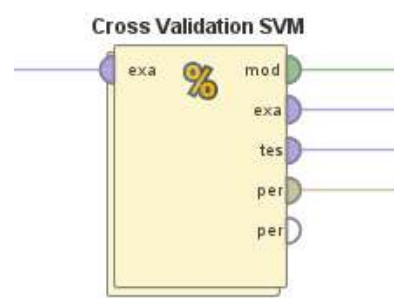 Cross Validation SVM
exa % mod
exa
tes
per
per